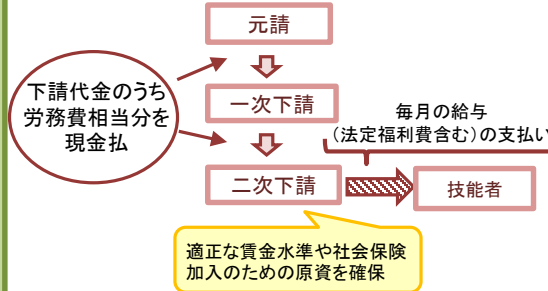 元請
下請代金のうち
労務費相当分を
現金払
一次下請
毎月の給与
(法定福利費含む)の支払い
二次下請
技能者
適正な賃金水準や社会保険
加入のための原資を確保